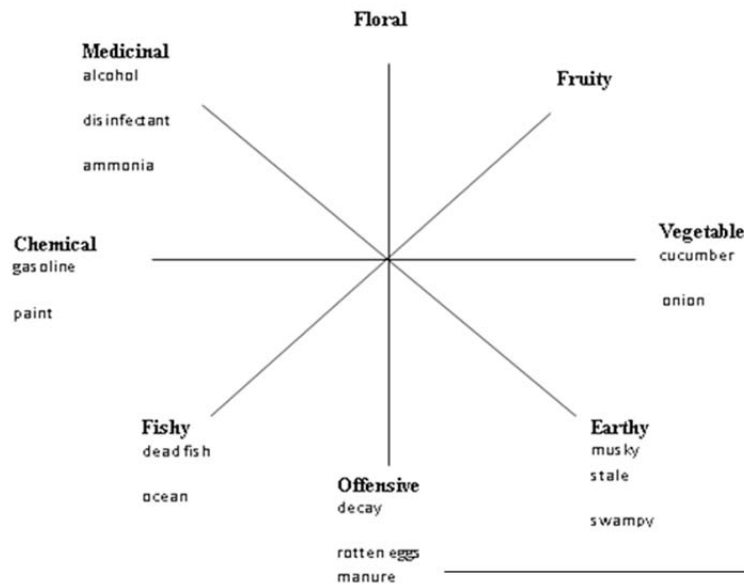 Floral
Medicinal
alcohol
disinfectant
ammonia
Fruity
Chemical
gasoline
paint
Vegetable
cucumber
onion
Fishy
dead fish
ocean
Offensive
decay
rotten eggs
manure
Earthy
musky
stale
swampy